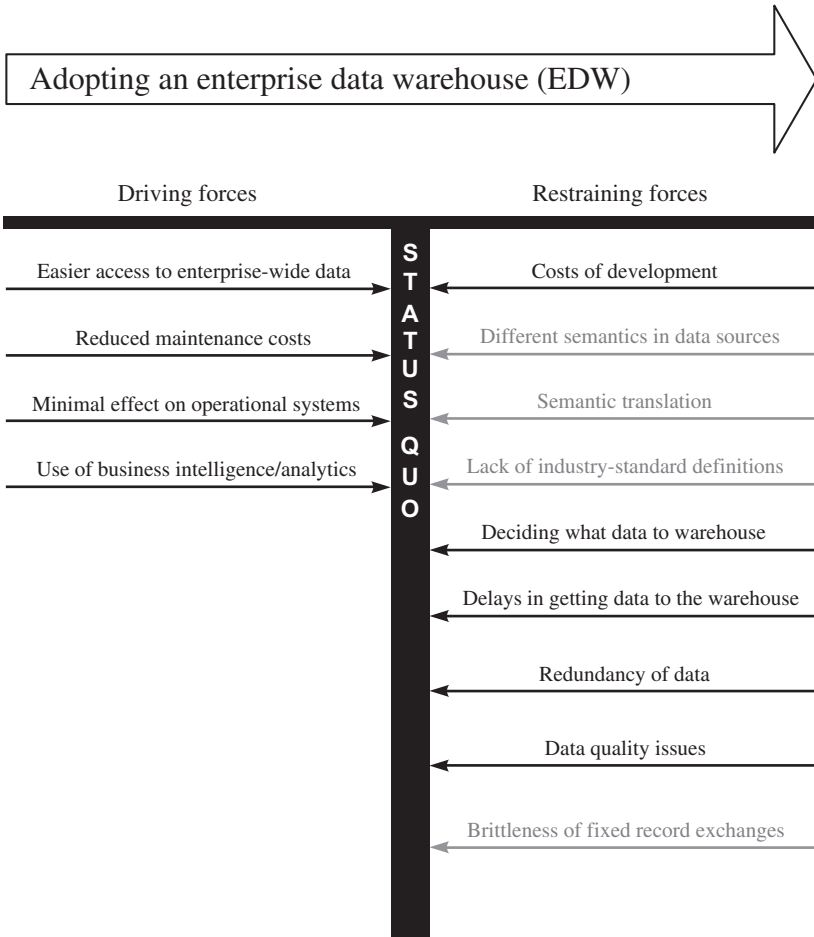 Adopting an enterprise data warehouse (EDW)
Driving forces
Restraining forces
STATUS QUO
Easier access to enterprise-wide data
Reduced maintenance costs
Minimal effect on operational systems
Use of business intelligence/analytics
Costs of development
Different semantics in data sources
Semantic translation
Lack of industry-standard definitions
Deciding what data to warehouse
Delays in getting data to the warehouse
Redundancy of data
Data quality issues
Brittleness of fixed record exchanges